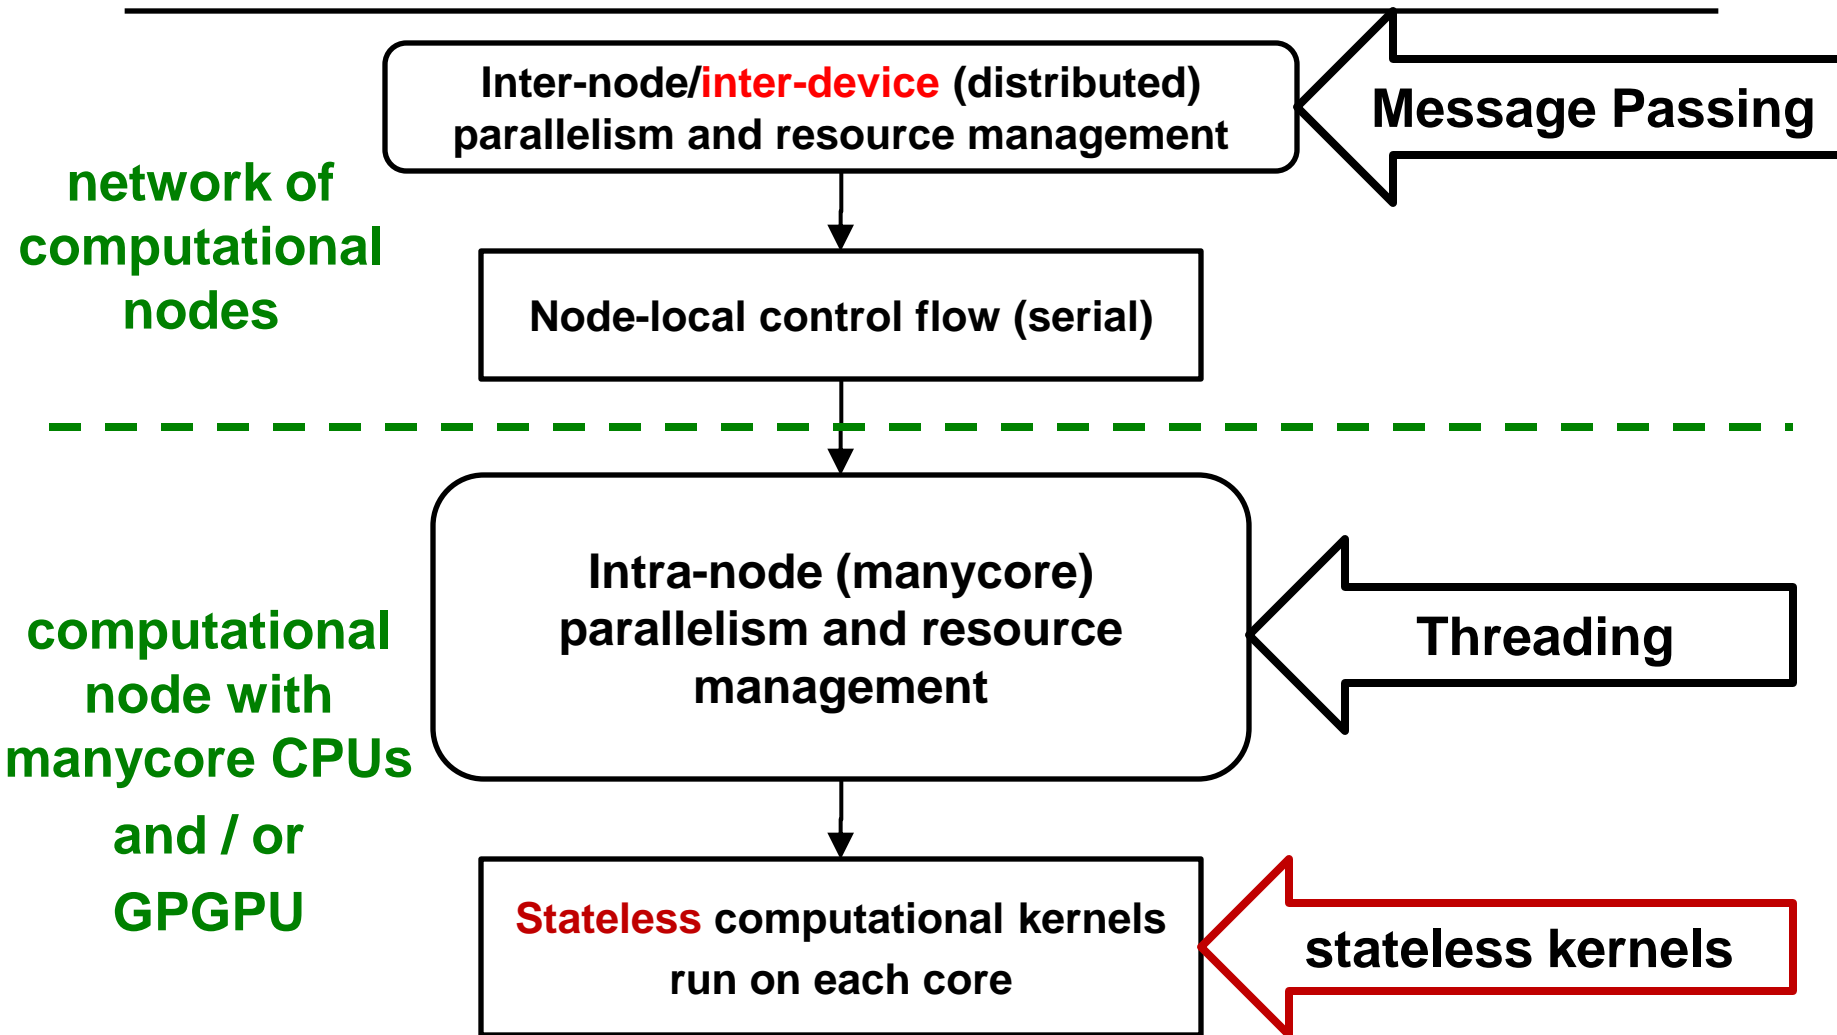 Inter-node/inter-device (distributed)
parallelism and resource management
Message Passing
network of
computational
nodes
Node-local control flow (serial)
Intra-node (manycore)
parallelism and resource
management
Threading
computational
node with
manycore CPUs
and / or
GPGPU
Stateless computational kernels
run on each core
stateless kernels